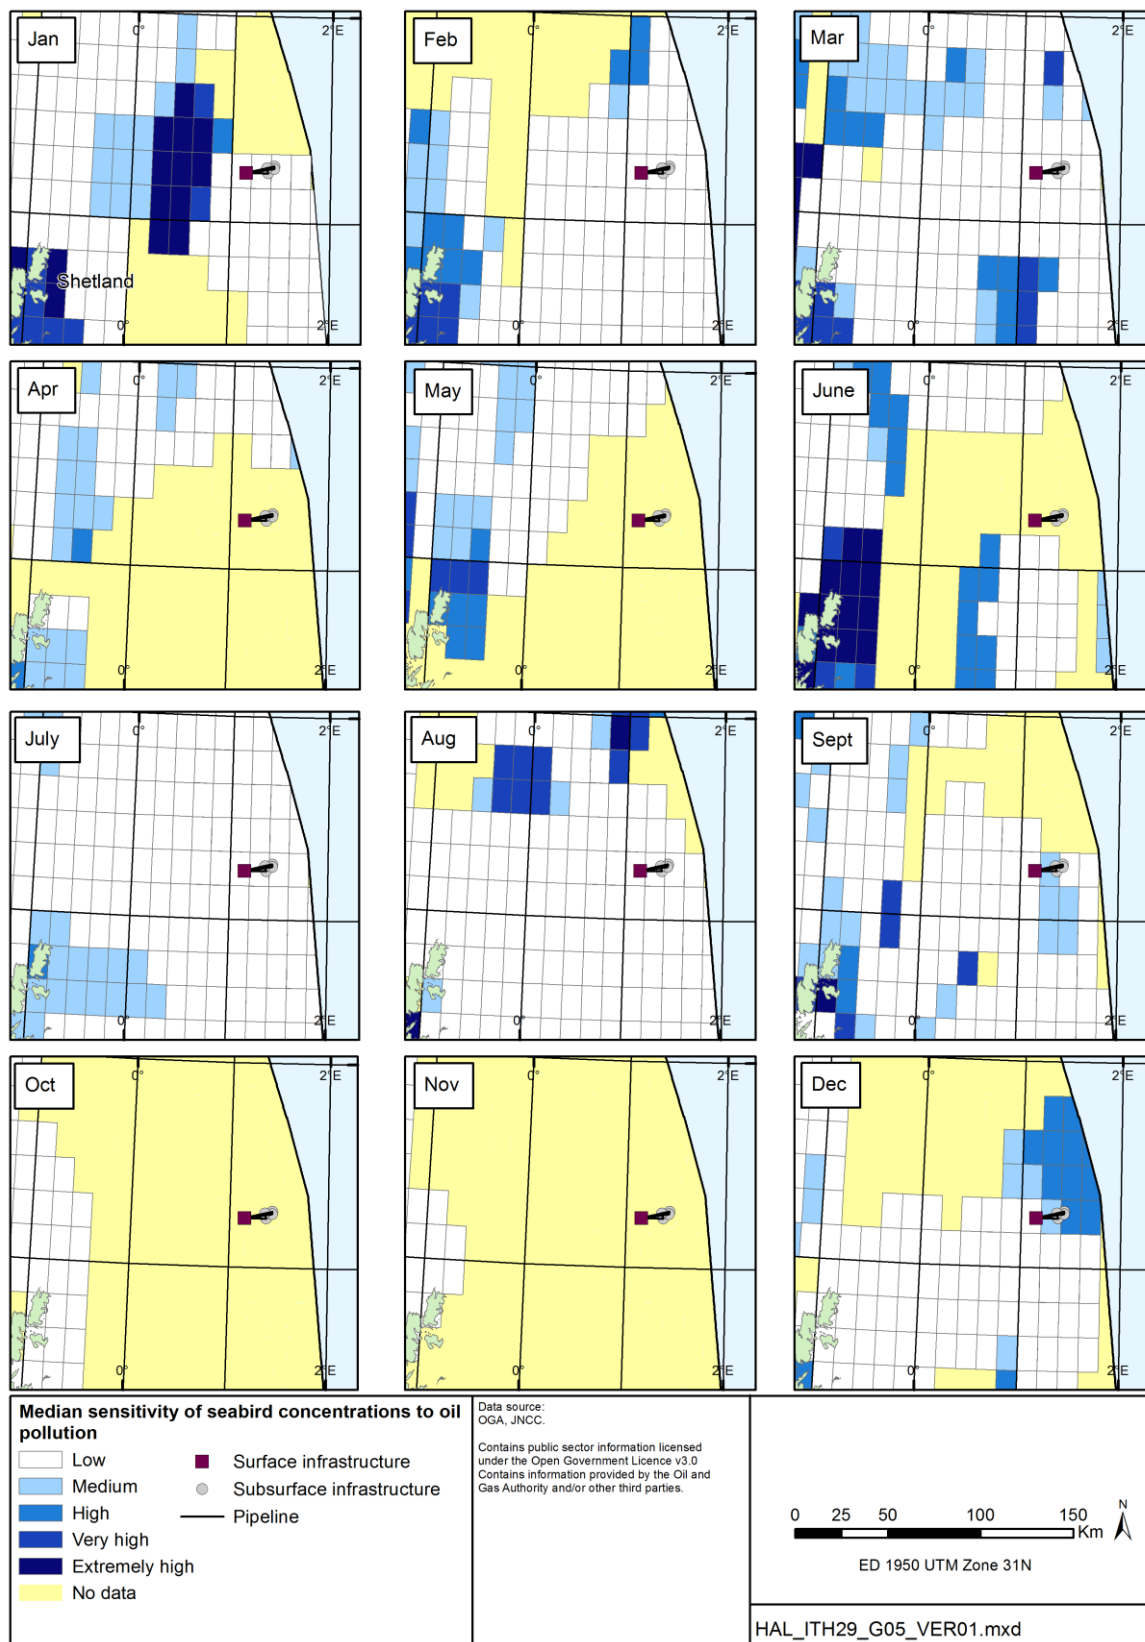 Jan
0°
2°E
Shetland
0°
2°E
Feb
0°
2°E
0°
2°E
Mar
0°
2°E
0°
2°E
Apr
0°
2°E
0°
2°E
May
0°
2°E
0°
2°E
June
0°
2°E
0°
2°E
July
0°
2°E
0°
2°E
Aug
0°
2°E
0°
2°E
Sept
0°
2°E
0°
2°E
Oct
0°
2°E
0°
2°E
Nov
0°
2°E
0°
2°E
Dec
0°
2°E
0°
2°E
Median sensitivity of seabird concentrations to oil
pollution
Low
Medium
High
Very high
Extremely high
No data
Surface infrastructure
Subsurface infrastructure
Pipeline
Data source:
OGA, JNCC.
Contains public sector information licensed
under the Open Government Licence v3.0
Contains information provided by the Oil and
Gas Authority and/or other third parties.
0 25 50 100 150
Km
N
ED 1950 UTM Zone 31N
HAL_ITH29_G05_VER01.mxd